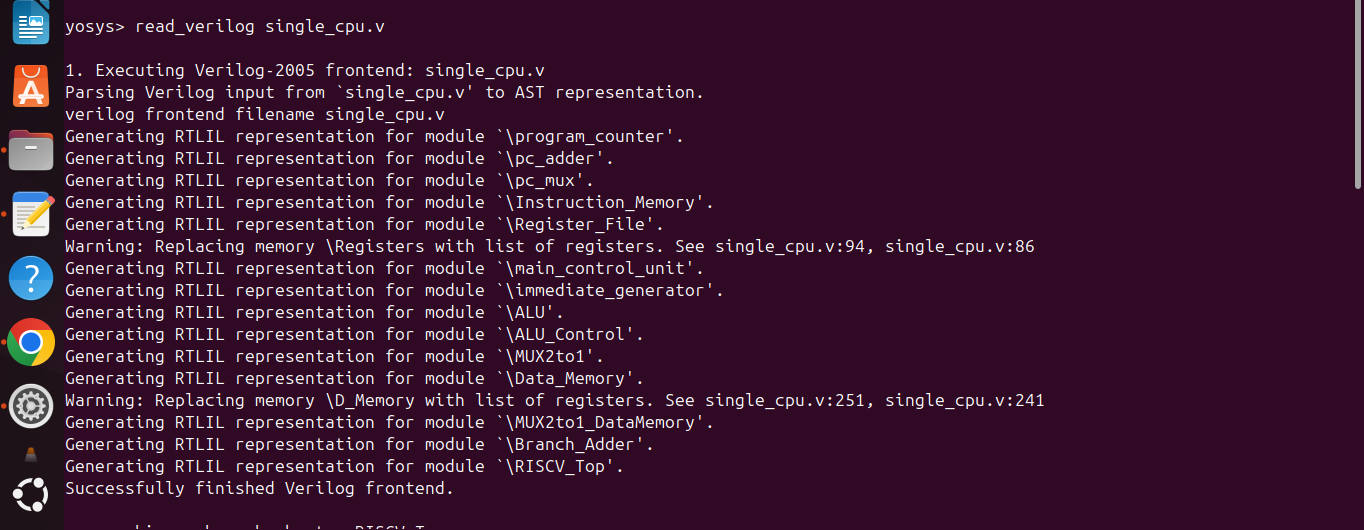 yosys> read_verilog single_cpu.v
1. Executing Verilog-2005 frontend: single_cpu.v
Parsing Verilog input from `single_cpu.v' to AST representation.
verilog frontend filename single_cpu.v
Generating RTLIL representation for module `\program_counter'.
Generating RTLIL representation for module `\pc_adder'.
Generating RTLIL representation for module `\pc_mux'.
Generating RTLIL representation for module `\Instruction_Memory'.
Generating RTLIL representation for module `\Register_File'.
Warning: Replacing memory \Registers with list of registers. See single_cpu.v:94, single_cpu.v:86
Generating RTLIL representation for module `\main_control_unit'.
Generating RTLIL representation for module `\immediate_generator'.
Generating RTLIL representation for module `\ALU'.
Generating RTLIL representation for module `\ALU_Control'.
Generating RTLIL representation for module `\MUX2to1'.
Generating RTLIL representation for module `\Data_Memory'.
Warning: Replacing memory \D_Memory with list of registers. See single_cpu.v:251, single_cpu.v:241
Generating RTLIL representation for module `\MUX2to1_DataMemory'.
Generating RTLIL representation for module `\Branch_Adder'.
Generating RTLIL representation for module `\RISCV_Top'.
Successfully finished Verilog frontend.